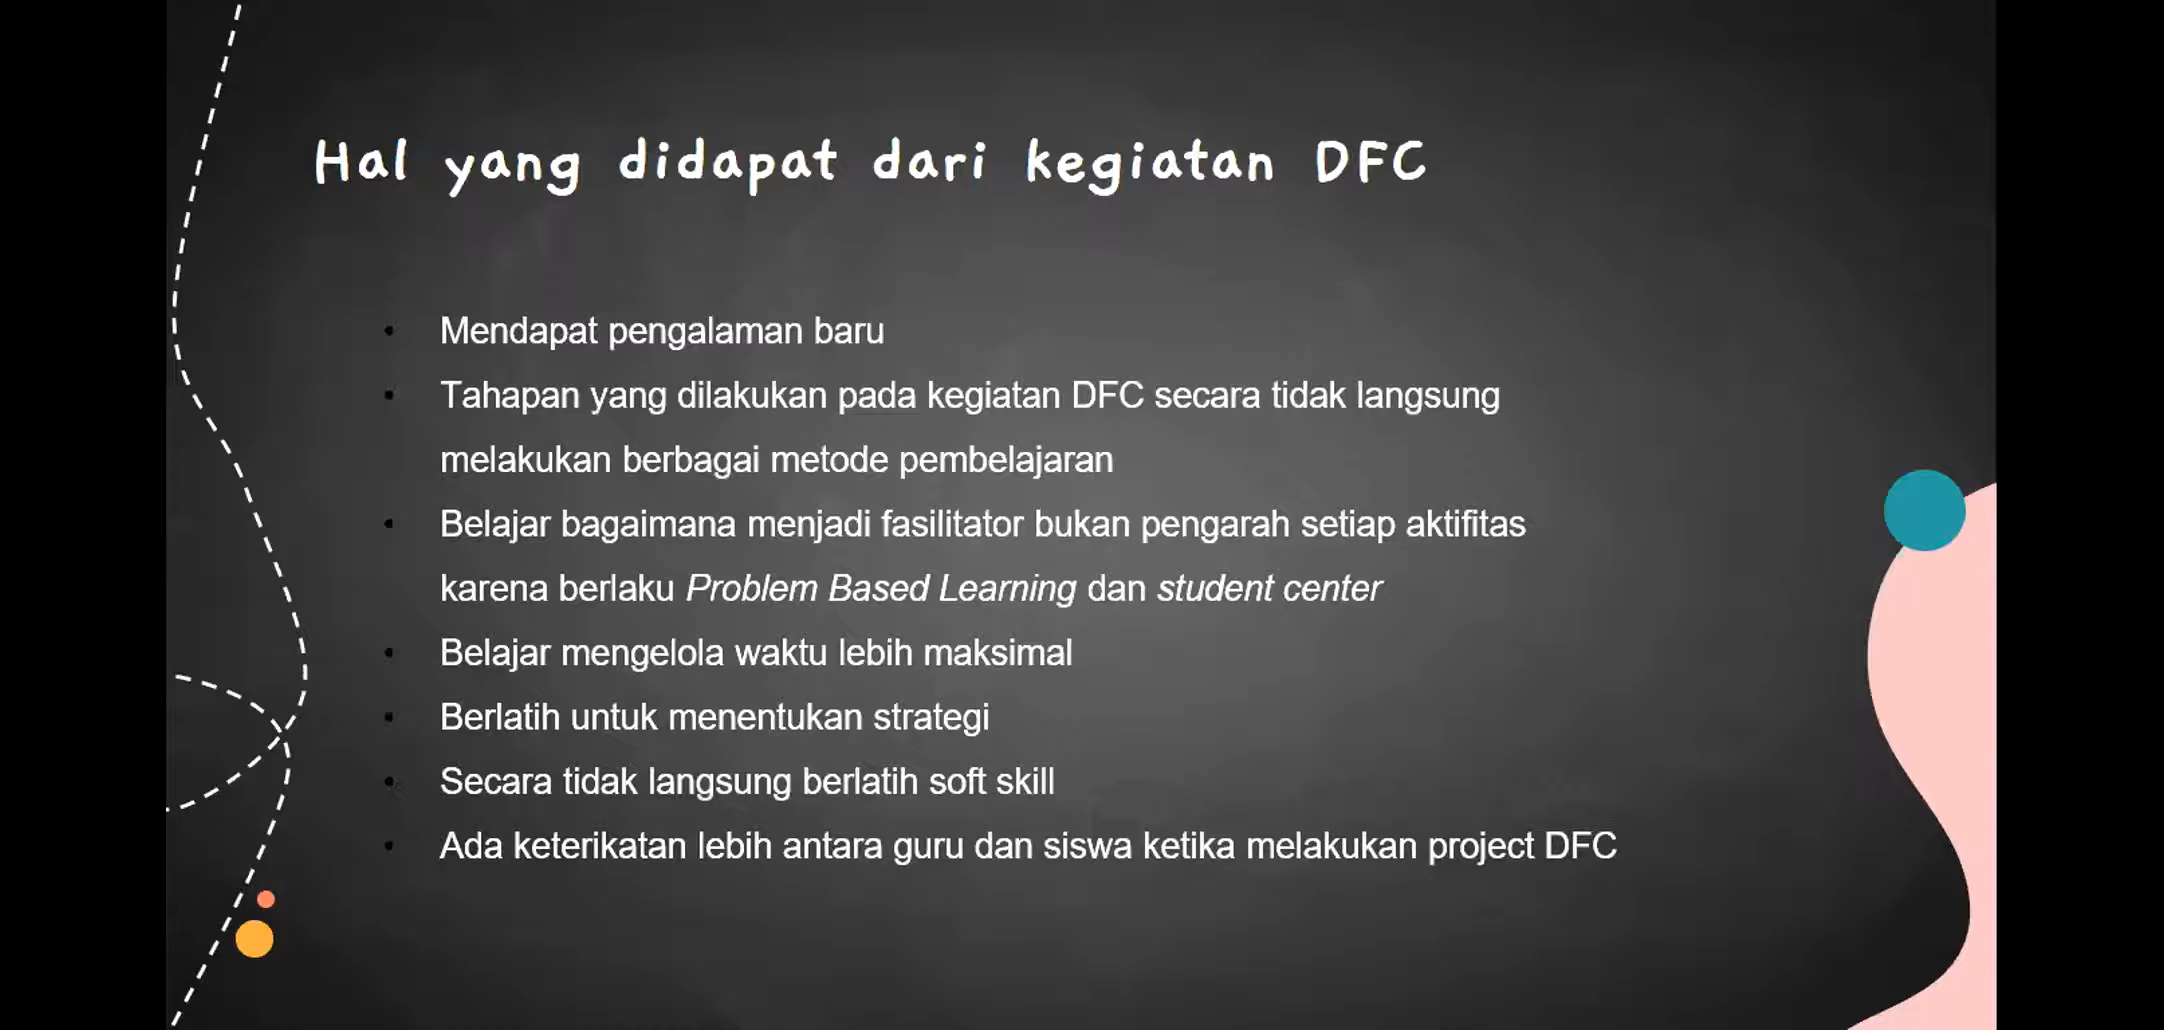 Hal yang didapat dari kegiatan DFC
• Mendapat pengalaman baru
• Tahapan yang dilakukan pada kegiatan DFC secara tidak langsung
melakukan berbagai metode pembelajaran
• Belajar bagaimana menjadi fasilitator bukan pengarah setiap aktifitas
karena berlaku Problem Based Learning dan student center
• Belajar mengelola waktu lebih maksimal
• Berlatih untuk menentukan strategi
• Secara tidak langsung berlatih soft skill
• Ada keterikatan lebih antara guru dan siswa ketika melakukan project DFC